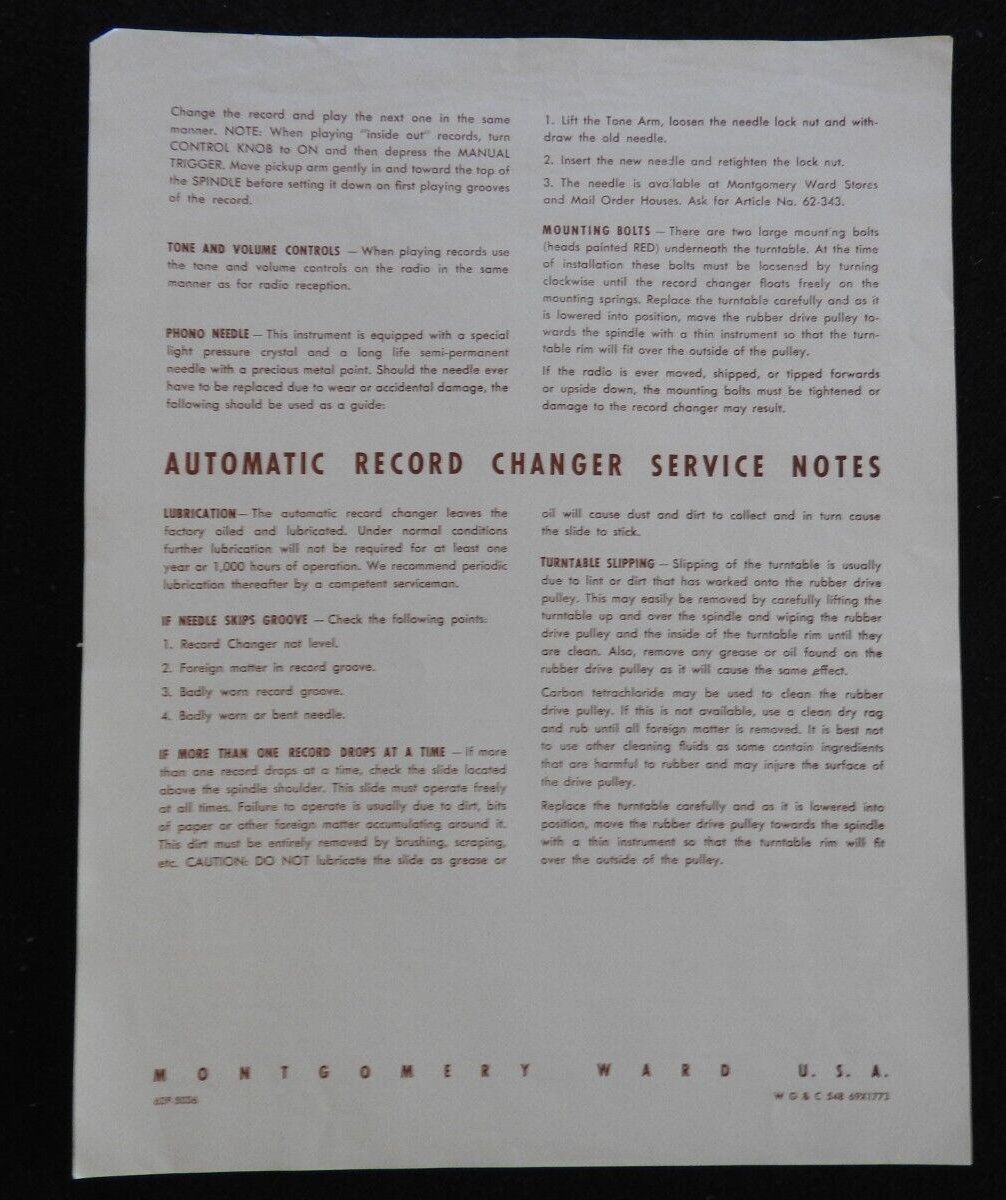 Change the record and play the next one in the same
manner. NOTE: When playing "inside out" records, turn
CONTROL KNOB to ON and then depress the MANUAL
TRIGGER. Move pickup arm gently in and toward the top of
the SPINDLE before setting it down on first playing grooves
of the record.
TONE AND VOLUME CONTROLS — When playing records use
the tone and volume controls on the radio in the same
manner as for radio reception.
PHONO NEEDLE — This instrument is equipped with a special
light pressure crystal and a long life semi-permanent
needle with a precious metal point. Should the needle ever
have to be replaced due to wear or accidental damage, the
following should be used as a guide:
1. Lift the Tone Arm, loosen the needle lock nut and with-
draw the old needle.
2. Insert the new needle and retighten the lock nut.
3. The needle is available at Montgomery Ward Stores
and Mail Order Houses. Ask for Article No. 62-343.
MOUNTING BOLTS — There are two large mounting bolts
(heads painted RED) underneath the turntable. At the time
of installation these bolts must be loosened by turning
clockwise until the record changer floats freely on the
mounting springs. Replace the turntable carefully and as it
is lowered into position, move the rubber drive pulley to-
wards the spindle with a thin instrument so that the turn-
table rim will fit over the outside of the pulley.
If the radio is ever moved, shipped, or tipped forwards
or upside down, the mounting bolts must be tightened or
damage to the record changer may result.
AUTOMATIC RECORD CHANGER SERVICE NOTES
LUBRICATION — The automatic record changer leaves the
factory oiled and lubricated. Under normal conditions
further lubrication will not be required for at least one
year or 1,000 hours of operation. We recommend periodic
lubrication thereafter by a competent serviceman.
IF NEEDLE SKIPS GROOVE — Check the following points:
1. Record Changer not level.
2. Foreign matter in record groove.
3. Badly worn record groove.
4. Badly worn or bent needle.
IF MORE THAN ONE RECORD DROPS AT A TIME — If more
than one record drops at a time, check the slide located
above the spindle shoulder. This slide must operate freely
at all times. Failure to operate is usually due to dirt, bits
of paper or other foreign matter accumulating around it.
This dirt must be entirely removed by brushing, scraping,
etc. CAUTION: DO NOT lubricate the slide as grease or
oil will cause dust and dirt to collect and in turn cause
the slide to stick.
TURNTABLE SLIPPING — Slipping of the turntable is usually
due to lint or dirt that has worked onto the rubber drive
pulley. This may easily be removed by carefully lifting the
turntable up and over the spindle and wiping the rubber
drive pulley and the inside of the turntable rim until they
are clean. Also, remove any grease or oil found on the
rubber drive pulley as it will cause the same effect.
Carbon tetrachloride may be used to clean the rubber
drive pulley. If this is not available, use a clean dry rag
and rub until all foreign matter is removed. It is best not
to use other cleaning fluids as some contain ingredients
that are harmful to rubber and may injure the surface of
the drive pulley.
Replace the turntable carefully and as it is lowered into
position, move the rubber drive pulley towards the spindle
with a thin instrument so that the turntable rim will fit
over the outside of the pulley.
MONTGOMERY WARD U. S. A.
62P-5036
W G & C 548 69X1773